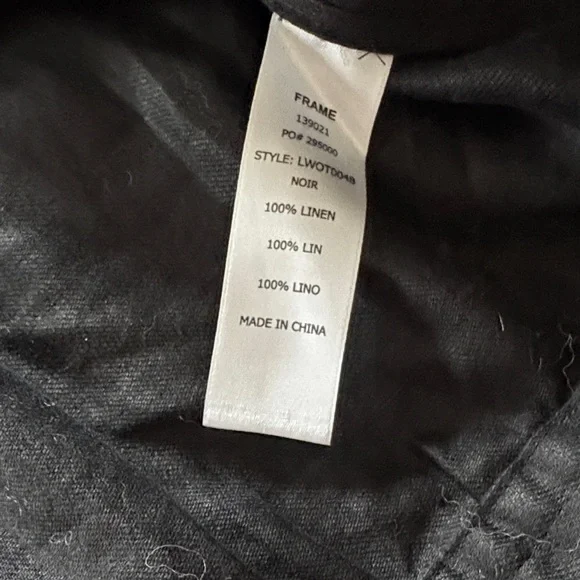 FRAME
139021
PO# 295000
STYLE: LWOT0048
NOIR
100% LINEN
100% LIN
100% LINO
MADE IN CHINA